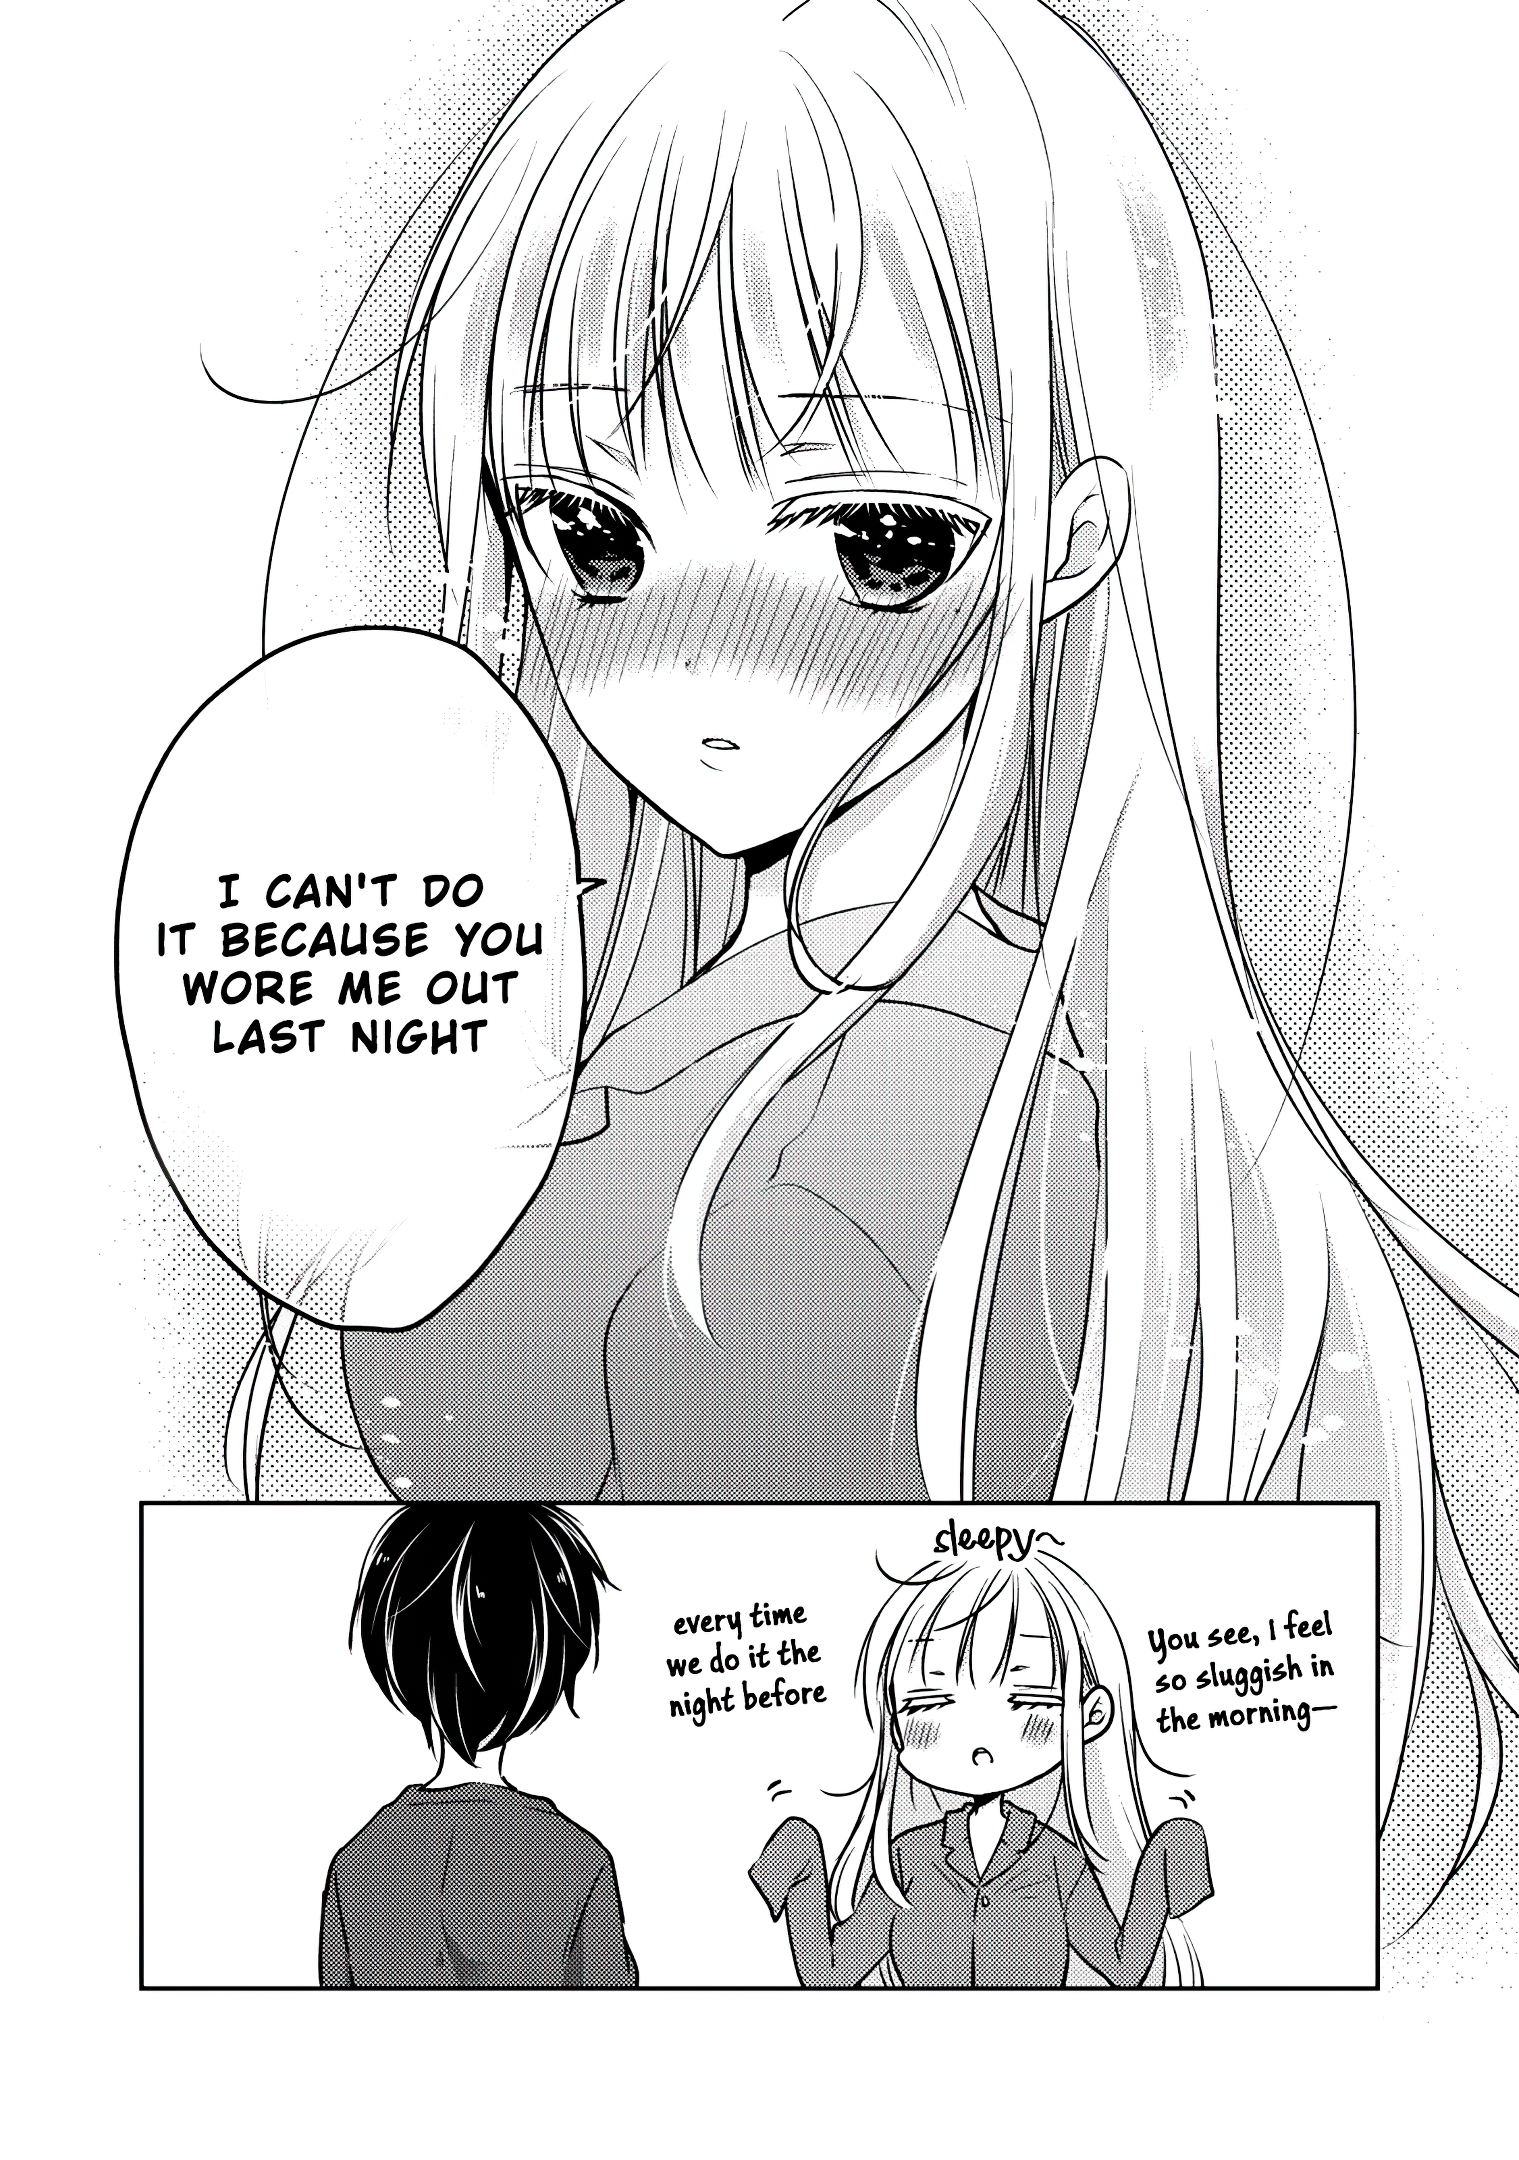 I CAN'T DO
IT BECAUSE YOU
WORE ME OUT
LAST NIGHT
sleepy~
You see, I feel
so sluggish in
the morning—
every time
we do it the
night before